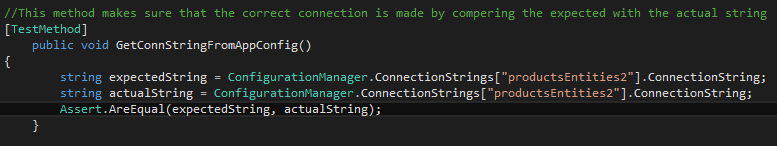 //This method makes sure that the correct connection is made by compering the expected with the actual string
[TestMethod]
public void GetConnStringFromAppConfig()
{
string expectedString = ConfigurationManager.ConnectionStrings["productsEntities2"].ConnectionString;
string actualString = ConfigurationManager.ConnectionStrings["productsEntities2"].ConnectionString;
Assert.AreEqual(expectedString, actualString);
}